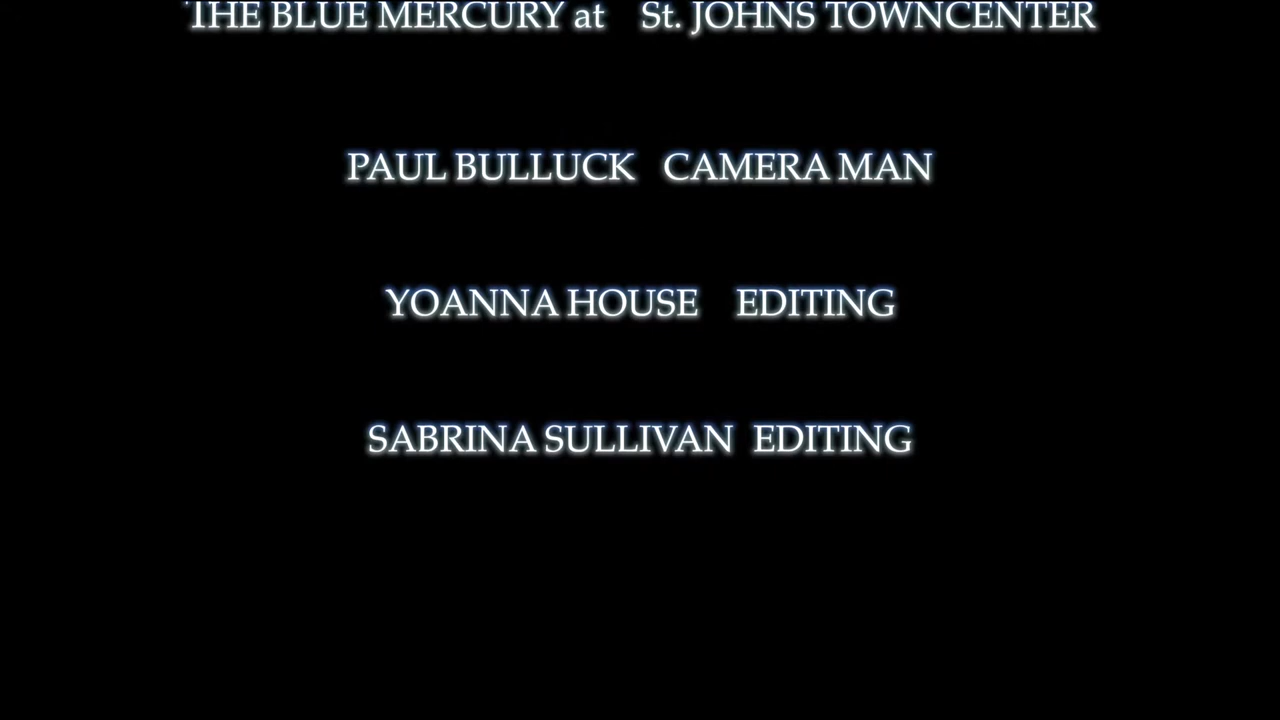 THE BLUE MERCURY at St. JOHNS TOWNCENTER
PAUL BULLUCK CAMERA MAN
YOANNA HOUSE EDITING
SABRINA SULLIVAN EDITING